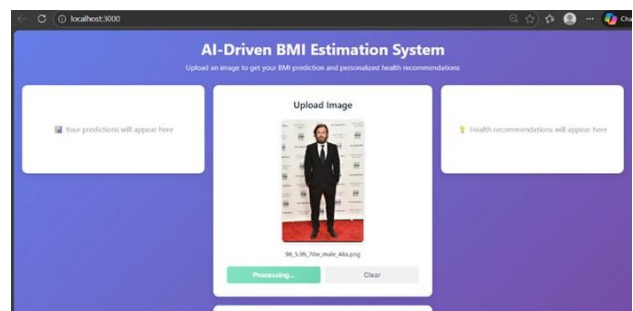 localhost:3000
AI-Driven BMI Estimation System
Upload an image to get your BMI prediction and personalized health recommendations
Your predictions will appear here
Upload Image
Health recommendations will appear here
Processing...
Clear